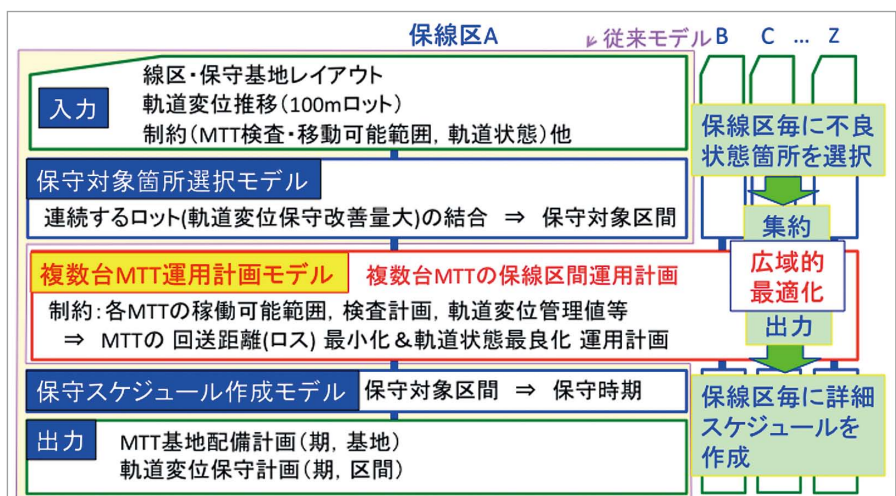 保線区A
従来モデル
B C … Z
入力
線区・保守基地レイアウト
軌道変位推移(100mロット)
制約(MTT検査・移動可能範囲, 軌道状態)他
保線区毎に不良
状態箇所を選択
保守対象箇所選択モデル
連続するロット(軌道変位保守改善量大)の結合 ⇒ 保守対象区間
集約
複数台MTT運用計画モデル
複数台MTTの保線区間運用計画
制約:各MTTの稼働可能範囲, 検査計画, 軌道変位管理値等
⇒ MTTの 回送距離(ロス) 最小化&軌道状態最良化 運用計画
広域的
最適化
出力
保守スケジュール作成モデル
保守対象区間 ⇒ 保守時期
出力
MTT基地配備計画(期, 基地)
軌道変位保守計画(期, 区間)
保線区毎に詳細
スケジュールを
作成